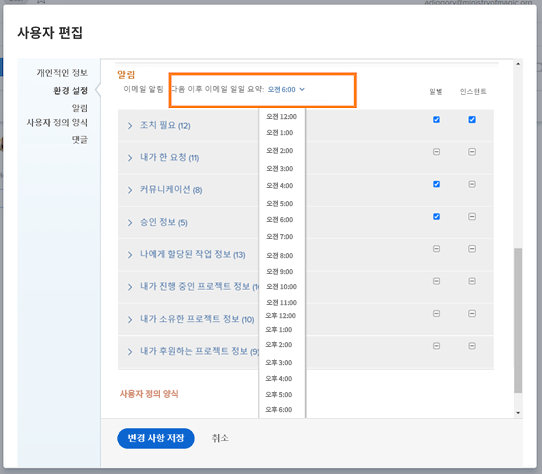 adiggory@ministryofmagic.org
사용자 편집
개인적인 정보
환경 설정
알림
사용자 정의 양식
댓글
알림
이메일 알림 다음 이후 이메일 일일 요약: 오전 6:00
일별 인스턴트
조치 필요 (12)
내가 한 요청 (11)
커뮤니케이션 (8)
승인 정보 (5)
나에게 할당된 작업 정보 (13)
내가 진행 중인 프로젝트 정보
내가 소유한 프로젝트 정보 (10)
내가 후원하는 프로젝트 정보 (9)
오전 12:00
오전 1:00
오전 2:00
오전 3:00
오전 4:00
오전 5:00
오전 6:00
오전 7:00
오전 8:00
오전 9:00
오전 10:00
오전 11:00
오후 12:00
오후 1:00
오후 2:00
오후 3:00
오후 4:00
오후 5:00
오후 6:00
사용자 정의 양식
변경 사항 저장 취소